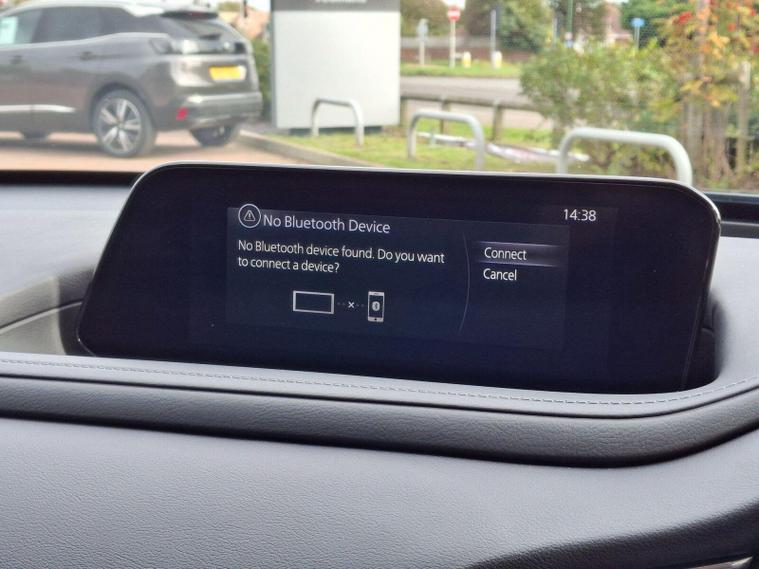 No Bluetooth Device
14:38
No Bluetooth device found. Do you want
to connect a device?
Connect
Cancel